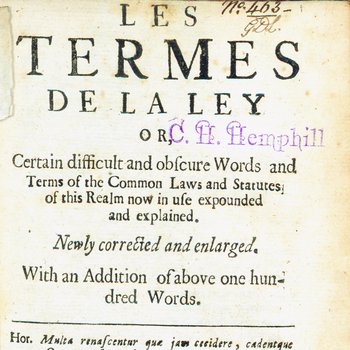 LES
No. 463
TERMES
DE LA LEY
OR,
C. H. Hemphill
Certain difficult and obſcure Words and
Terms of the Common Laws and Statutes,
of this Realm now in uſe expounded
and explained.
Newly corrected and enlarged.
With an Addition of above one hun-
dred Words.
Hor. Multa renaſcentur quæ jam cecidere, cadentque